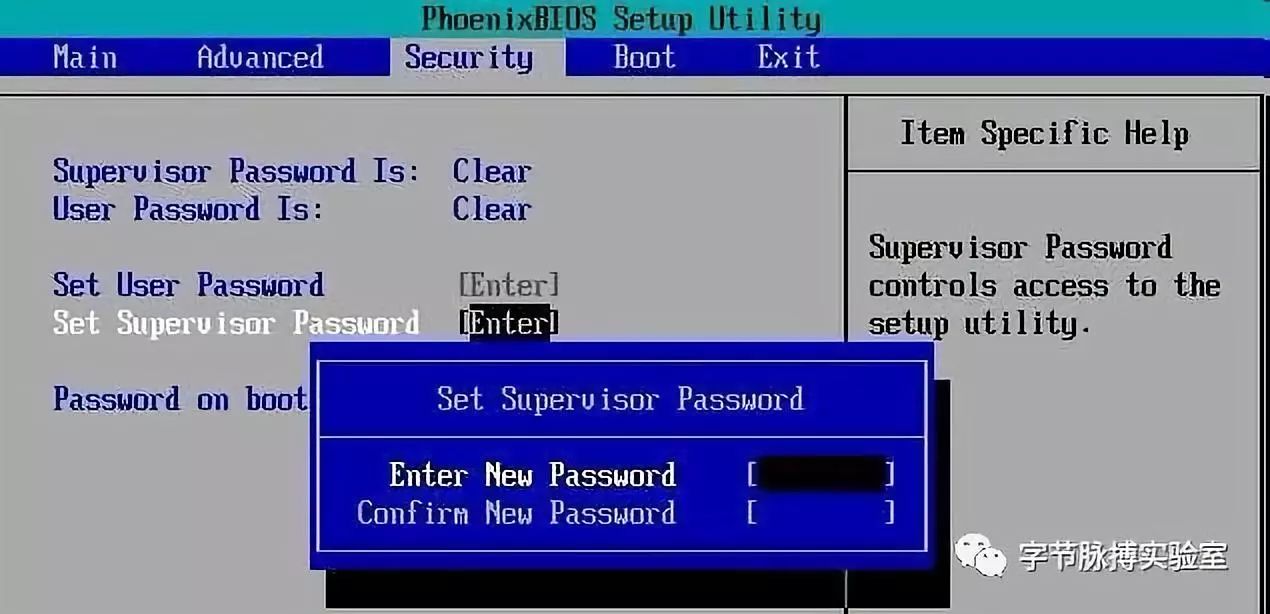 PhoenixBIOS Setup Utility
Main Advanced Security Boot Exit
Item Specific Help
Supervisor Password Is: Clear
User Password Is: Clear
Set User Password [Enter]
Set Supervisor Password [Enter]
Password on boot
Supervisor Password
controls access to the
setup utility.
Set Supervisor Password
Enter New Password [ ]
Confirm New Password [ ]
字节脉搏实验室